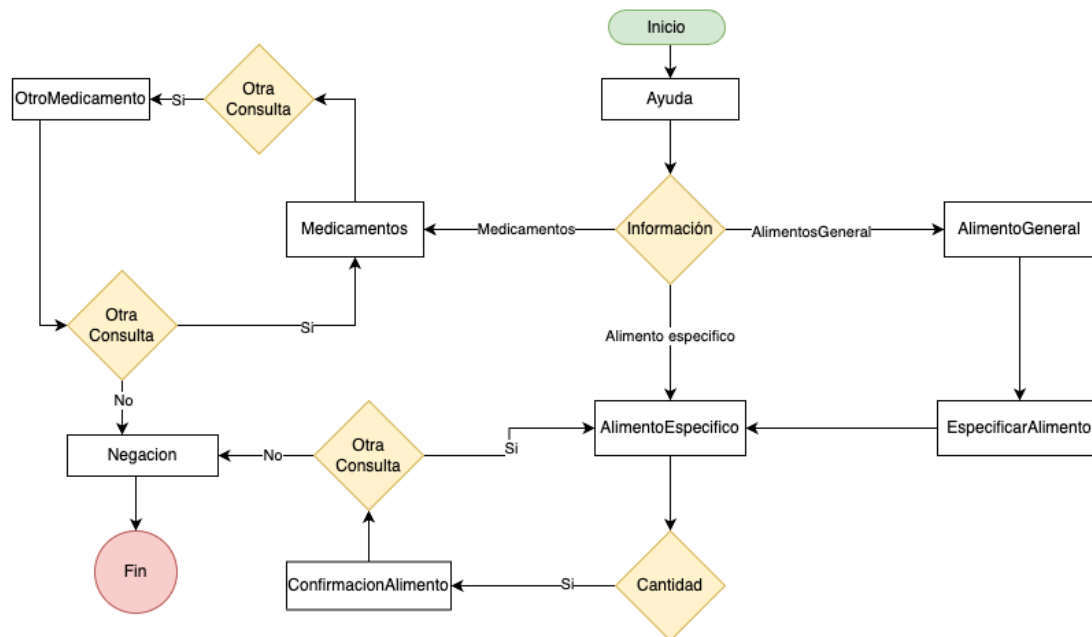 Inicio
Otra
Consulta
OtroMedicamento
Si
Ayuda
Medicamentos
Medicamentos
Información
AlimentosGeneral
AlimentoGeneral
Otra
Consulta
Si
Alimento especifico
No
Negacion
No
Otra
Consulta
Si
AlimentoEspecifico
EspecificarAlimento
Fin
ConfirmacionAlimento
Si
Cantidad